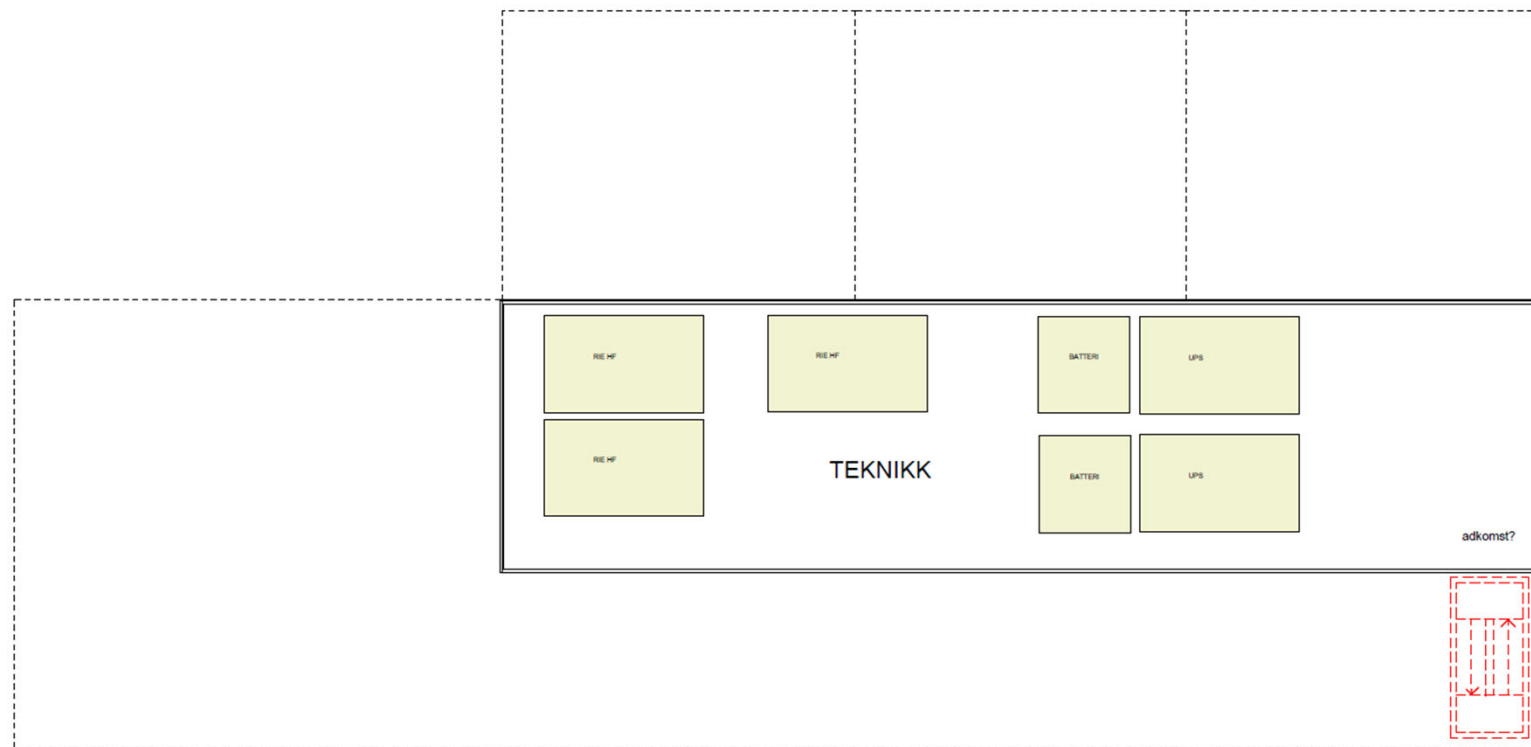 RIE HF
RIE HF
BATTERI
UPS
RIE HF
TEKNIKK
BATTERI
UPS
adkomst?